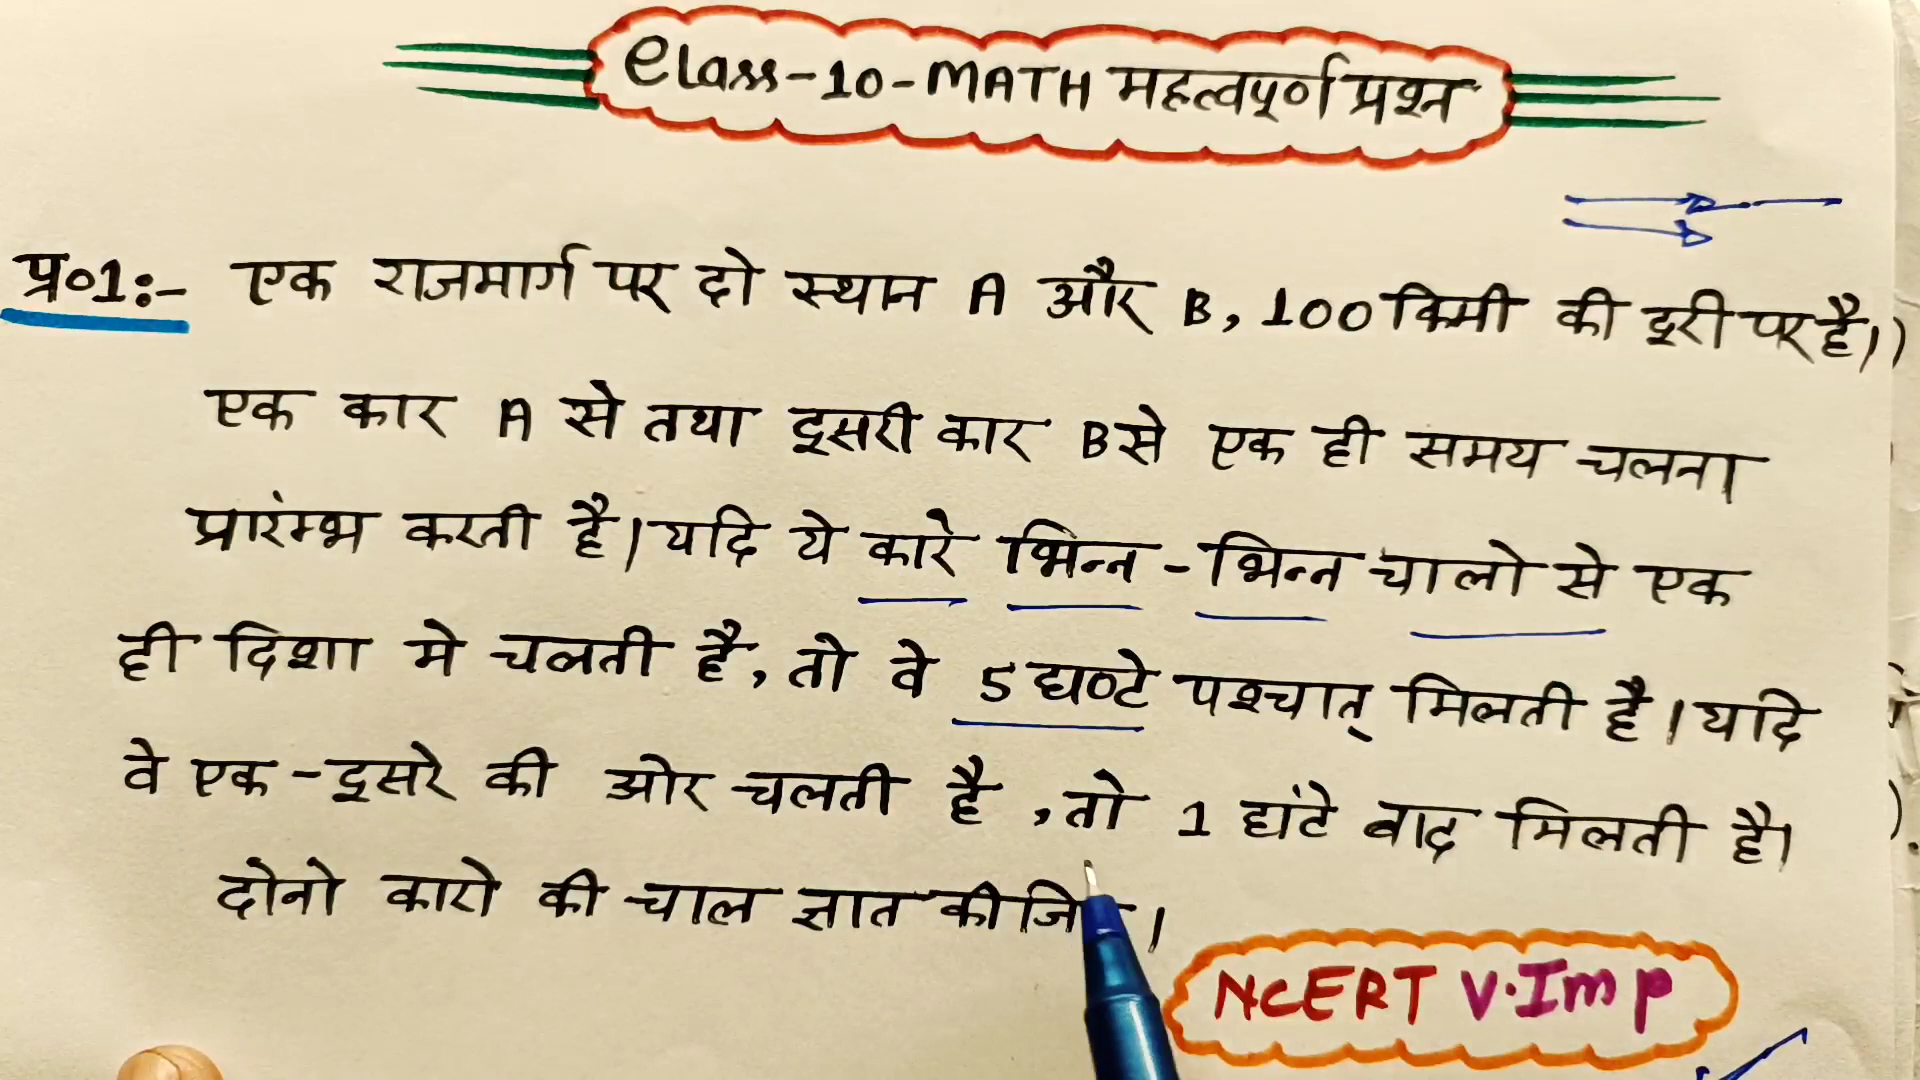 Class-10-MATH महत्वपूर्ण प्रश्न
प्र०1:- एक राजमार्ग पर दो स्थान A और B, 100 किमी की दूरी पर है।
एक कार A से तथा दूसरी कार B से एक ही समय चलना
प्रारंम्भ करती है। यदि ये कारे भिन्न-भिन्न चालो से एक
ही दिशा मे चलती है, तो वे 5 घण्टे पश्चात् मिलती है। यदि
वे एक-दूसरे की ओर चलती है, तो 1 घंटे बाद मिलती है।
दोनो कारो की चाल ज्ञात
NCERT V.Imp